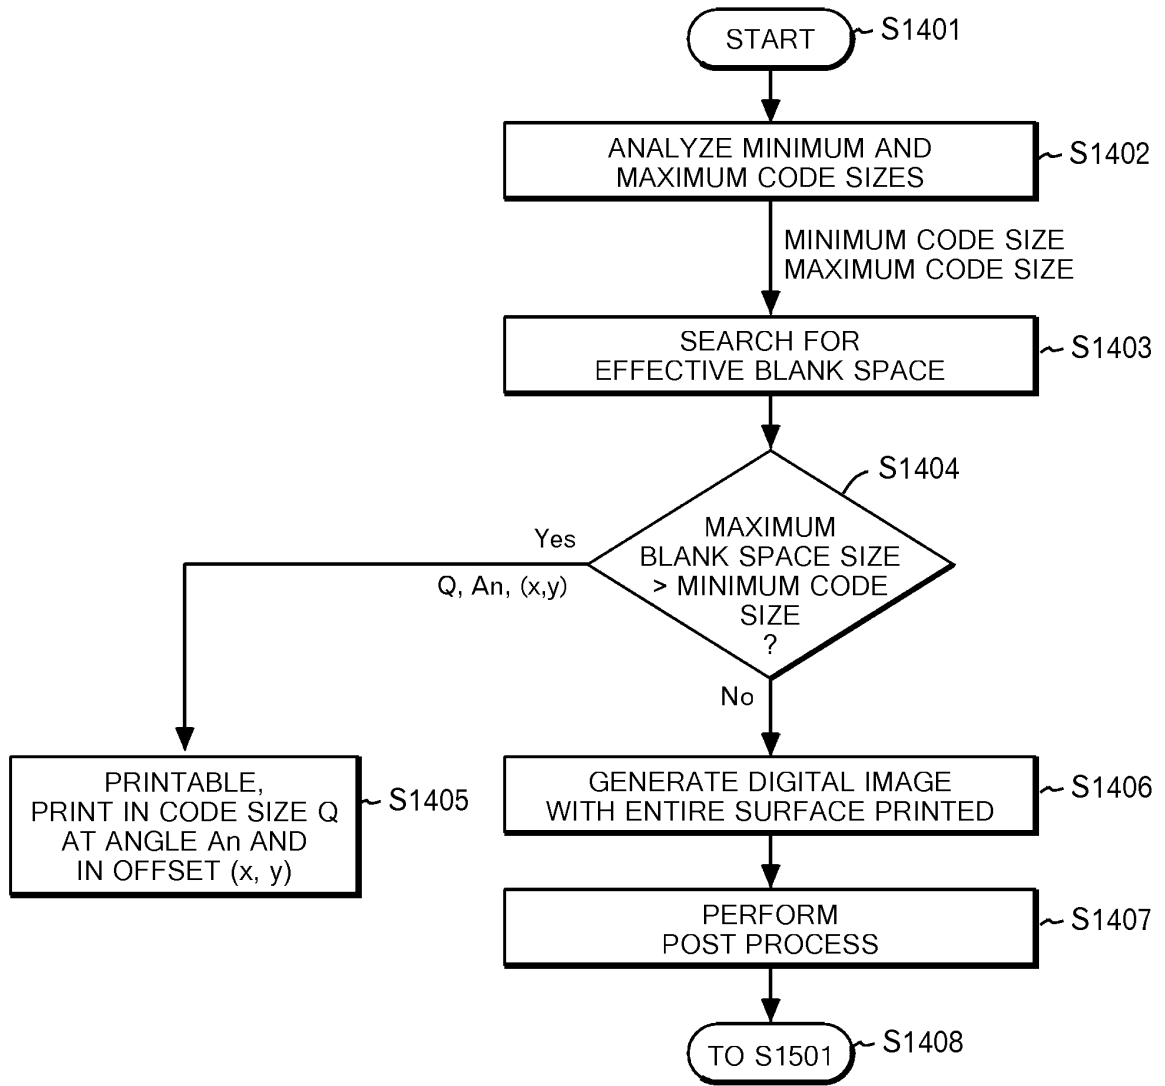 START
S1401
ANALYZE MINIMUM AND
MAXIMUM CODE SIZES
S1402
MINIMUM CODE SIZE
MAXIMUM CODE SIZE
SEARCH FOR
EFFECTIVE BLANK SPACE
S1403
S1404
MAXIMUM
BLANK SPACE SIZE
> MINIMUM CODE
SIZE
?
Yes
Q, An, (x,y)
No
PRINTABLE,
PRINT IN CODE SIZE Q
AT ANGLE An AND
IN OFFSET (x, y)
S1405
GENERATE DIGITAL IMAGE
WITH ENTIRE SURFACE PRINTED
S1406
PERFORM
POST PROCESS
S1407
TO S1501
S1408